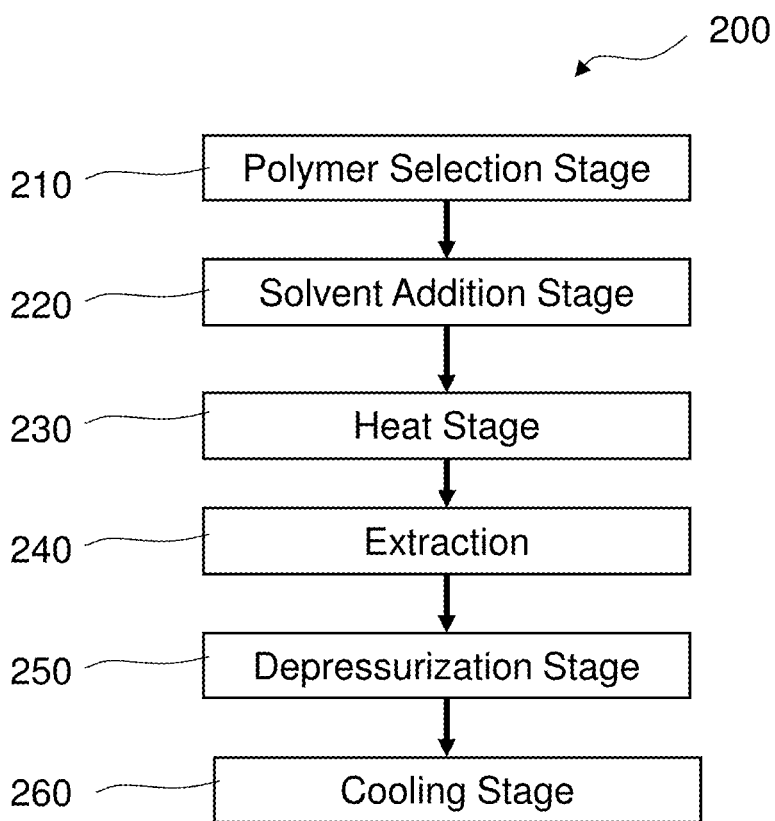 200
210 Polymer Selection Stage
220 Solvent Addition Stage
230 Heat Stage
240 Extraction
250 Depressurization Stage
260 Cooling Stage